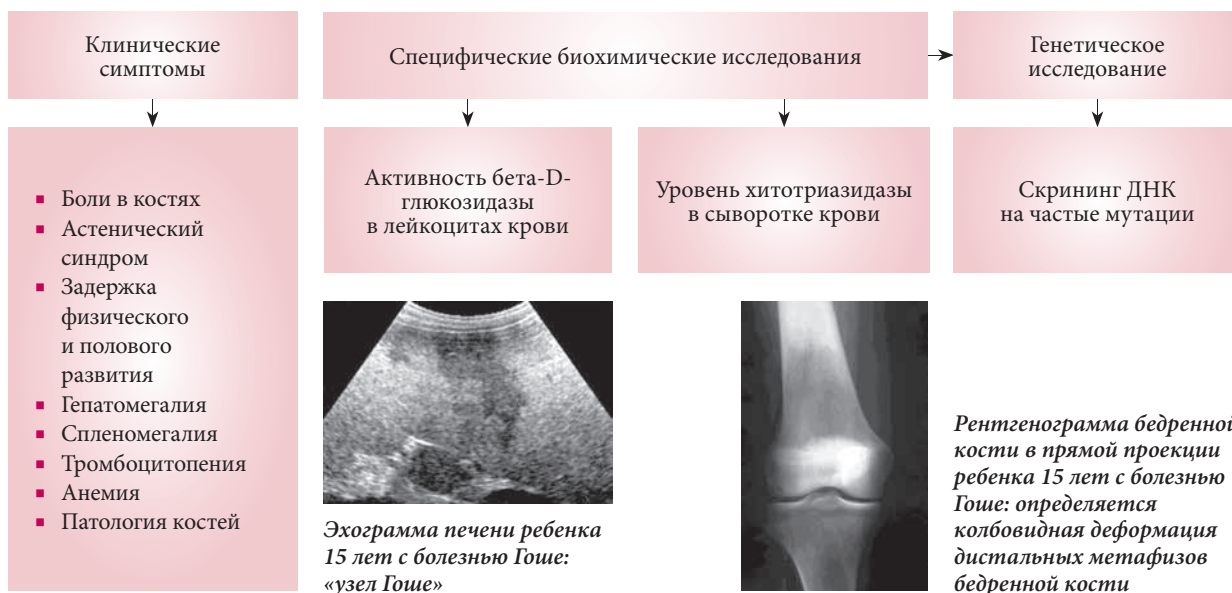 Клинические
симптомы
Специфические биохимические исследования
Генетическое
исследование
■ Боли в костях
■ Астенический
синдром
■ Задержка
физического
и полового
развития
■ Гепатомегалия
■ Спленомегалия
■ Тромбоцитопения
■ Анемия
■ Патология костей
Активность бета-D-
глюкозидазы
в лейкоцитах крови
Уровень хитотриазидазы
в сыворотке крови
Скрининг ДНК
на частые мутации
Эхограмма печени ребенка
15 лет с болезнью Гоше:
«узел Гоше»
Рентгенограмма бедренной
кости в прямой проекции
ребенка 15 лет с болезнью
Гоше: определяется
колбовидная деформация
дистальных метафизов
бедренной кости